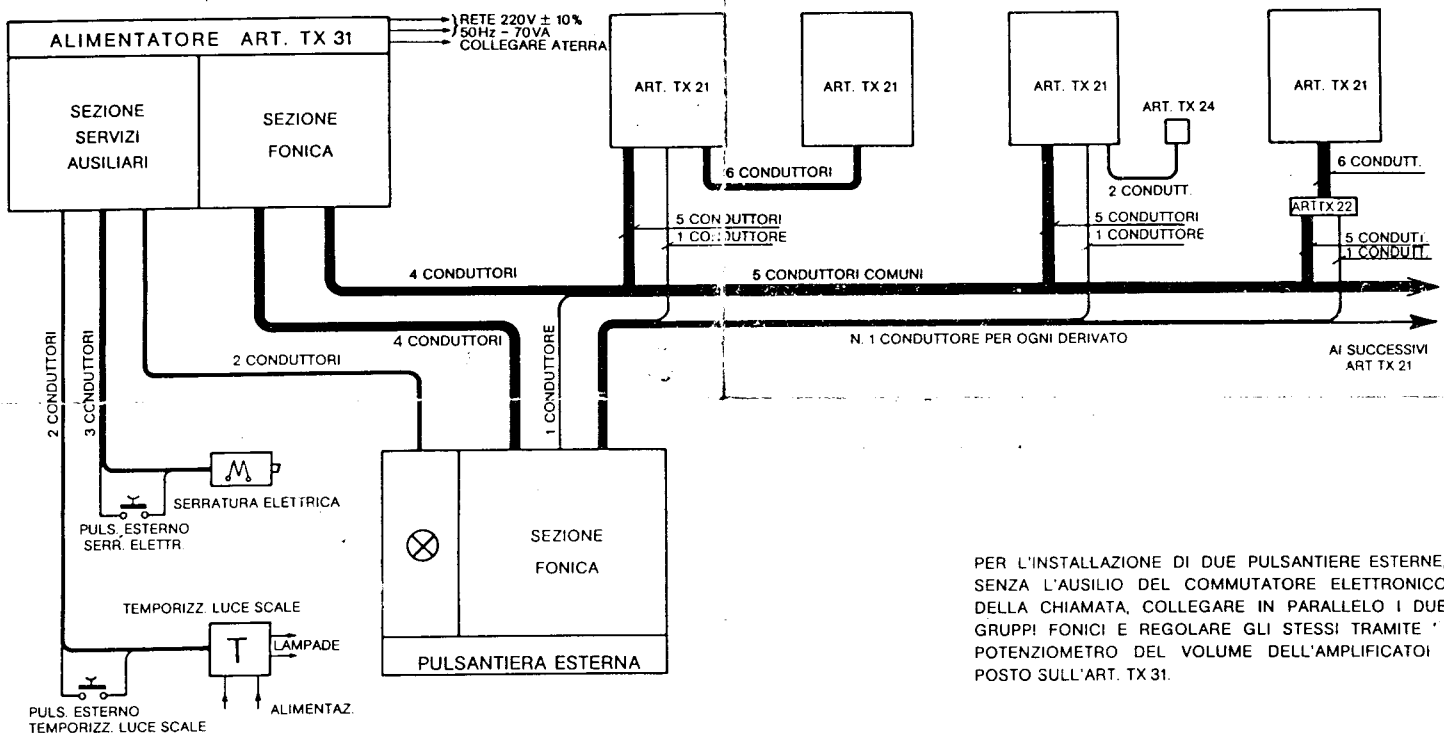 RETE 220V ± 10%
50Hz - 70VA
COLLEGARE A TERRA
ALIMENTATORE ART. TX 31
SEZIONE
SERVIZI
AUSILIARI
SEZIONE
FONICA
ART. TX 21
ART. TX 21
ART. TX 21
ART. TX 24
ART. TX 21
6 CONDUTTORI
2 CONDUTT.
6 CONDUTT.
ART TX 22
5 CONDUTTORI
1 CONDUTTORE
5 CONDUTTORI
1 CONDUTTORE
5 CONDUTT.
1 CONDUTT.
4 CONDUTTORI
5 CONDUTTORI COMUNI
4 CONDUTTORI
N. 1 CONDUTTORE PER OGNI DERIVATO
AI SUCCESSIVI
ART TX 21
2 CONDUTTORI
2 CONDUTTORI
3 CONDUTTORI
1 CONDUTTORE
SERRATURA ELETTRICA
PULS. ESTERNO
SERR. ELETTR.
SEZIONE
FONICA
PULSANTIERA ESTERNA
TEMPORIZZ. LUCE SCALE
T
LAMPADE
ALIMENTAZ.
PULS. ESTERNO
TEMPORIZZ. LUCE SCALE
PER L'INSTALLAZIONE DI DUE PULSANTIERE ESTERNE,
SENZA L'AUSILIO DEL COMMUTATORE ELETTRONICO
DELLA CHIAMATA, COLLEGARE IN PARALLELO I DUE
GRUPPI FONICI E REGOLARE GLI STESSI TRAMITE
POTENZIOMETRO DEL VOLUME
POSTO SULL'ART. TX 31.